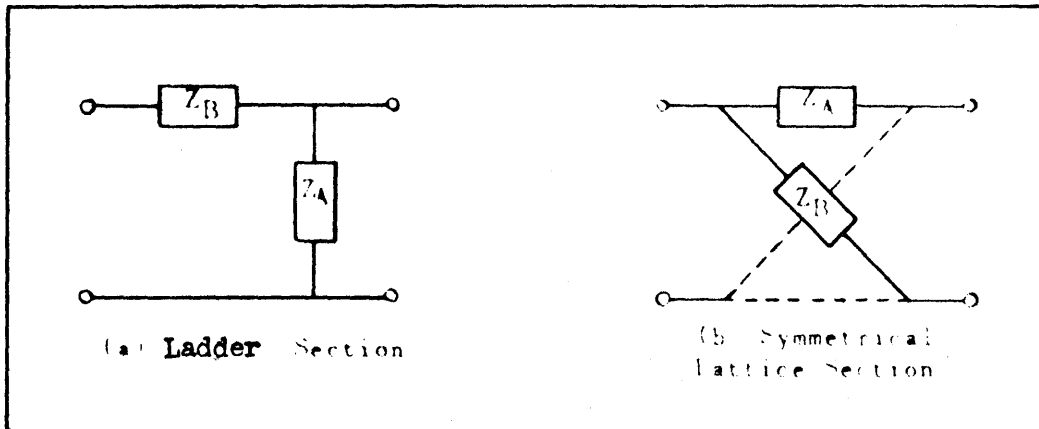 Z_B
Z_A
(a) Ladder Section
Z_A
Z_B
(b Symmetrical
Lattice Section